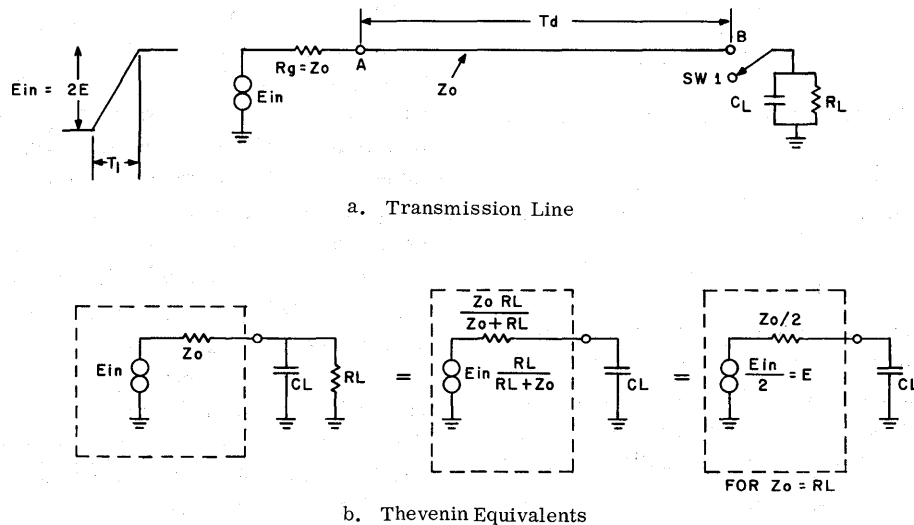 Td
B
Ein = 2E
Rg = Zo
A
Zo
SW 1
Ein
CL
RL
T1
a. Transmission Line
Zo
Ein
CL
RL
=
Zo RL
Zo + RL
Ein RL
RL + Zo
CL
=
Zo/2
Ein
2 = E
CL
FOR Zo = RL
b. Thevenin Equivalents